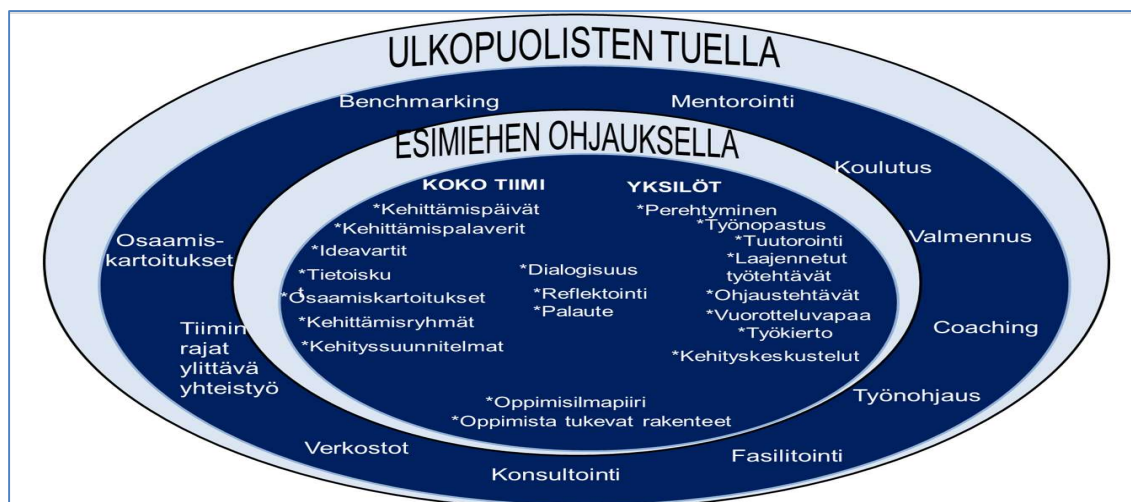 ULKOPUOLISTEN TUELLA
Benchmarking
Mentorointi
Koulutus
Valmennus
Coaching
Työnohjaus
Fasilitointi
Konsultointi
Verkostot
Tiimin
rajat
ylittävä
yhteistyö
Osaamis-
kartoitukset
ESIMIEHEN OHJAUKSELLA
KOKO TIIMI
*Kehittämispäivät
*Kehittämispalaverit
*Ideavartit
*Tietoisku
t
*Osaamiskartoitukset
*Kehittämisryhmät
*Kehityssuunnitelmat
*Dialogisuus
*Reflektointi
*Palaute
YKSILÖT
*Perehtyminen
*Työnopastus
*Tuutorointi
*Laajennetut
työtehtävät
*Ohjaustehtävät
*Vuorotteluvapaa
*Työkierto
*Kehityskeskustelut
*Oppimisilmapiiri
*Oppimista tukevat rakenteet